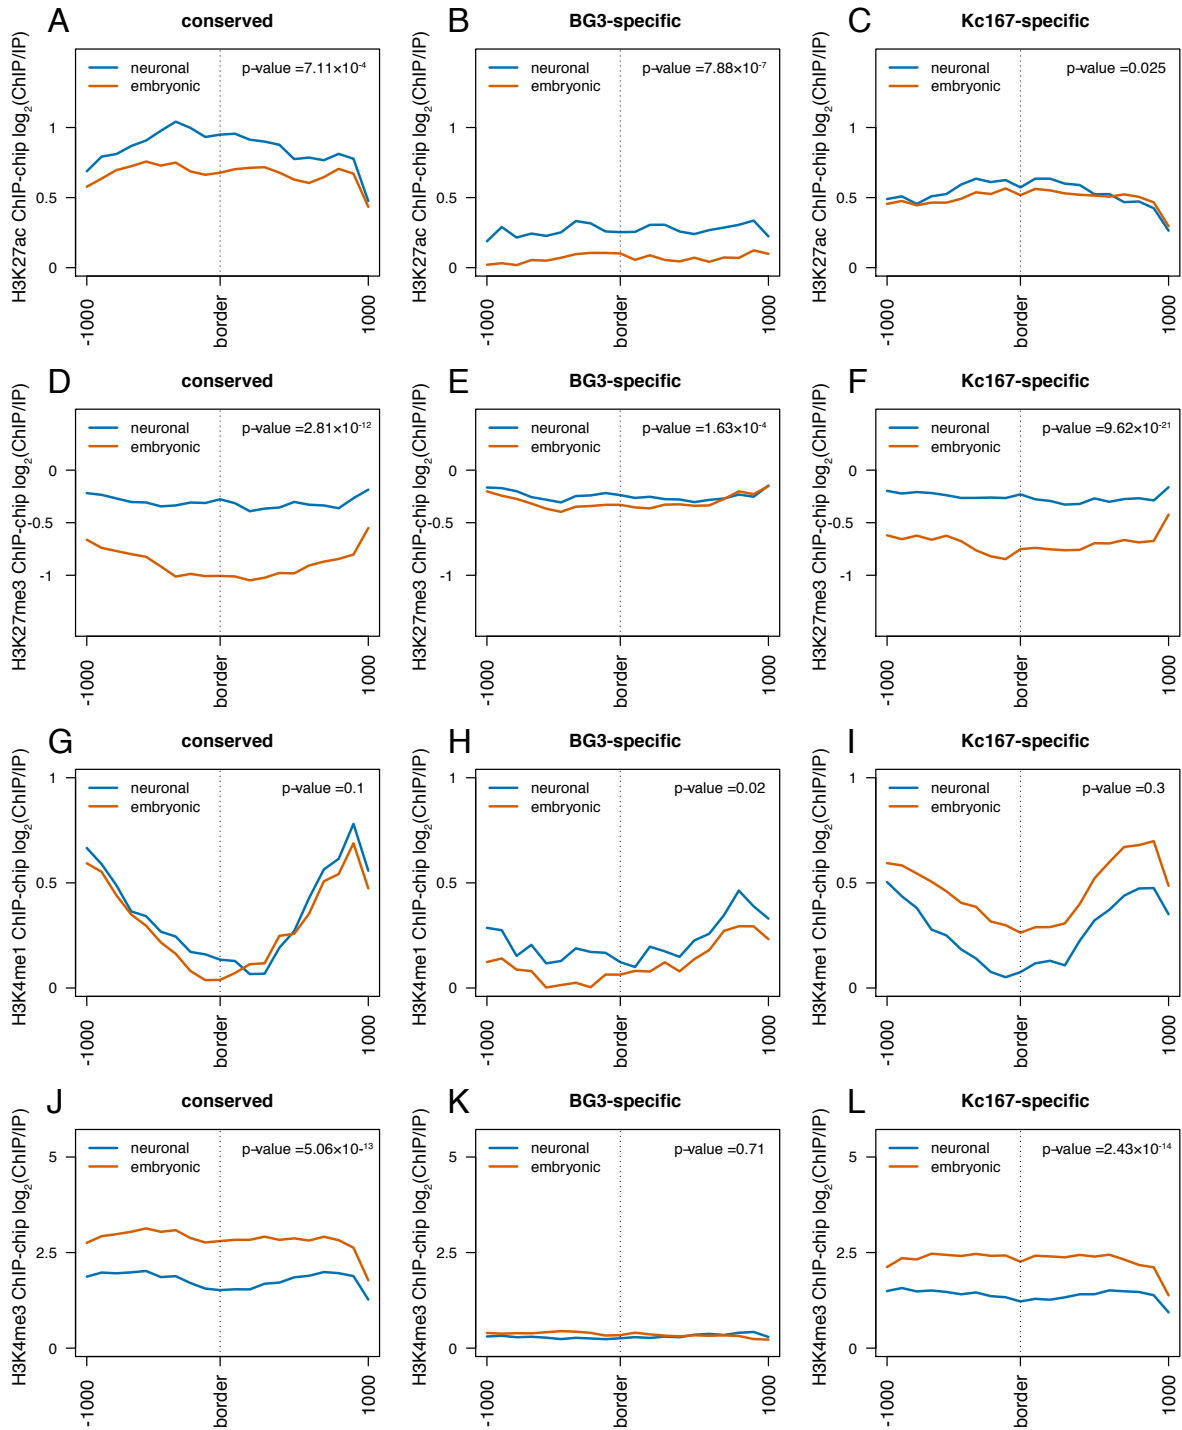 A conserved
H3K27ac ChIP-chip log2(ChIP/IP)
neuronal
embryonic
p-value =7.11×10-4
1
0.5
0
-1000 border 1000
B BG3-specific
H3K27ac ChIP-chip log2(ChIP/IP)
neuronal
embryonic
p-value =7.88×10-7
1
0.5
0
-1000 border 1000
C Kc167-specific
H3K27ac ChIP-chip log2(ChIP/IP)
neuronal
embryonic
p-value =0.025
1
0.5
0
-1000 border 1000
D conserved
H3K27me3 ChIP-chip log2(ChIP/IP)
neuronal
embryonic
p-value =2.81×10-12
0
-0.5
-1
-1000 border 1000
E BG3-specific
H3K27me3 ChIP-chip log2(ChIP/IP)
neuronal
embryonic
p-value =1.63×10-4
0
-0.5
-1
-1000 border 1000
F Kc167-specific
H3K27me3 ChIP-chip log2(ChIP/IP)
neuronal
embryonic
p-value =9.62×10-21
0
-0.5
-1
-1000 border 1000
G conserved
H3K4me1 ChIP-chip log2(ChIP/IP)
neuronal
embryonic
p-value =0.1
1
0.5
0
-1000 border 1000
H BG3-specific
H3K4me1 ChIP-chip log2(ChIP/IP)
neuronal
embryonic
p-value =0.02
1
0.5
0
-1000 border 1000
I Kc167-specific
H3K4me1 ChIP-chip log2(ChIP/IP)
neuronal
embryonic
p-value =0.3
1
0.5
0
-1000 border 1000
J conserved
H3K4me3 ChIP-chip log2(ChIP/IP)
neuronal
embryonic
p-value =5.06×10-13
5
2.5
0
-1000 border 1000
K BG3-specific
H3K4me3 ChIP-chip log2(ChIP/IP)
neuronal
embryonic
p-value =0.71
5
2.5
0
-1000 border 1000
L Kc167-specific
H3K4me3 ChIP-chip log2(ChIP/IP)
neuronal
embryonic
p-value =2.43×10-14
5
2.5
0
-1000 border 1000